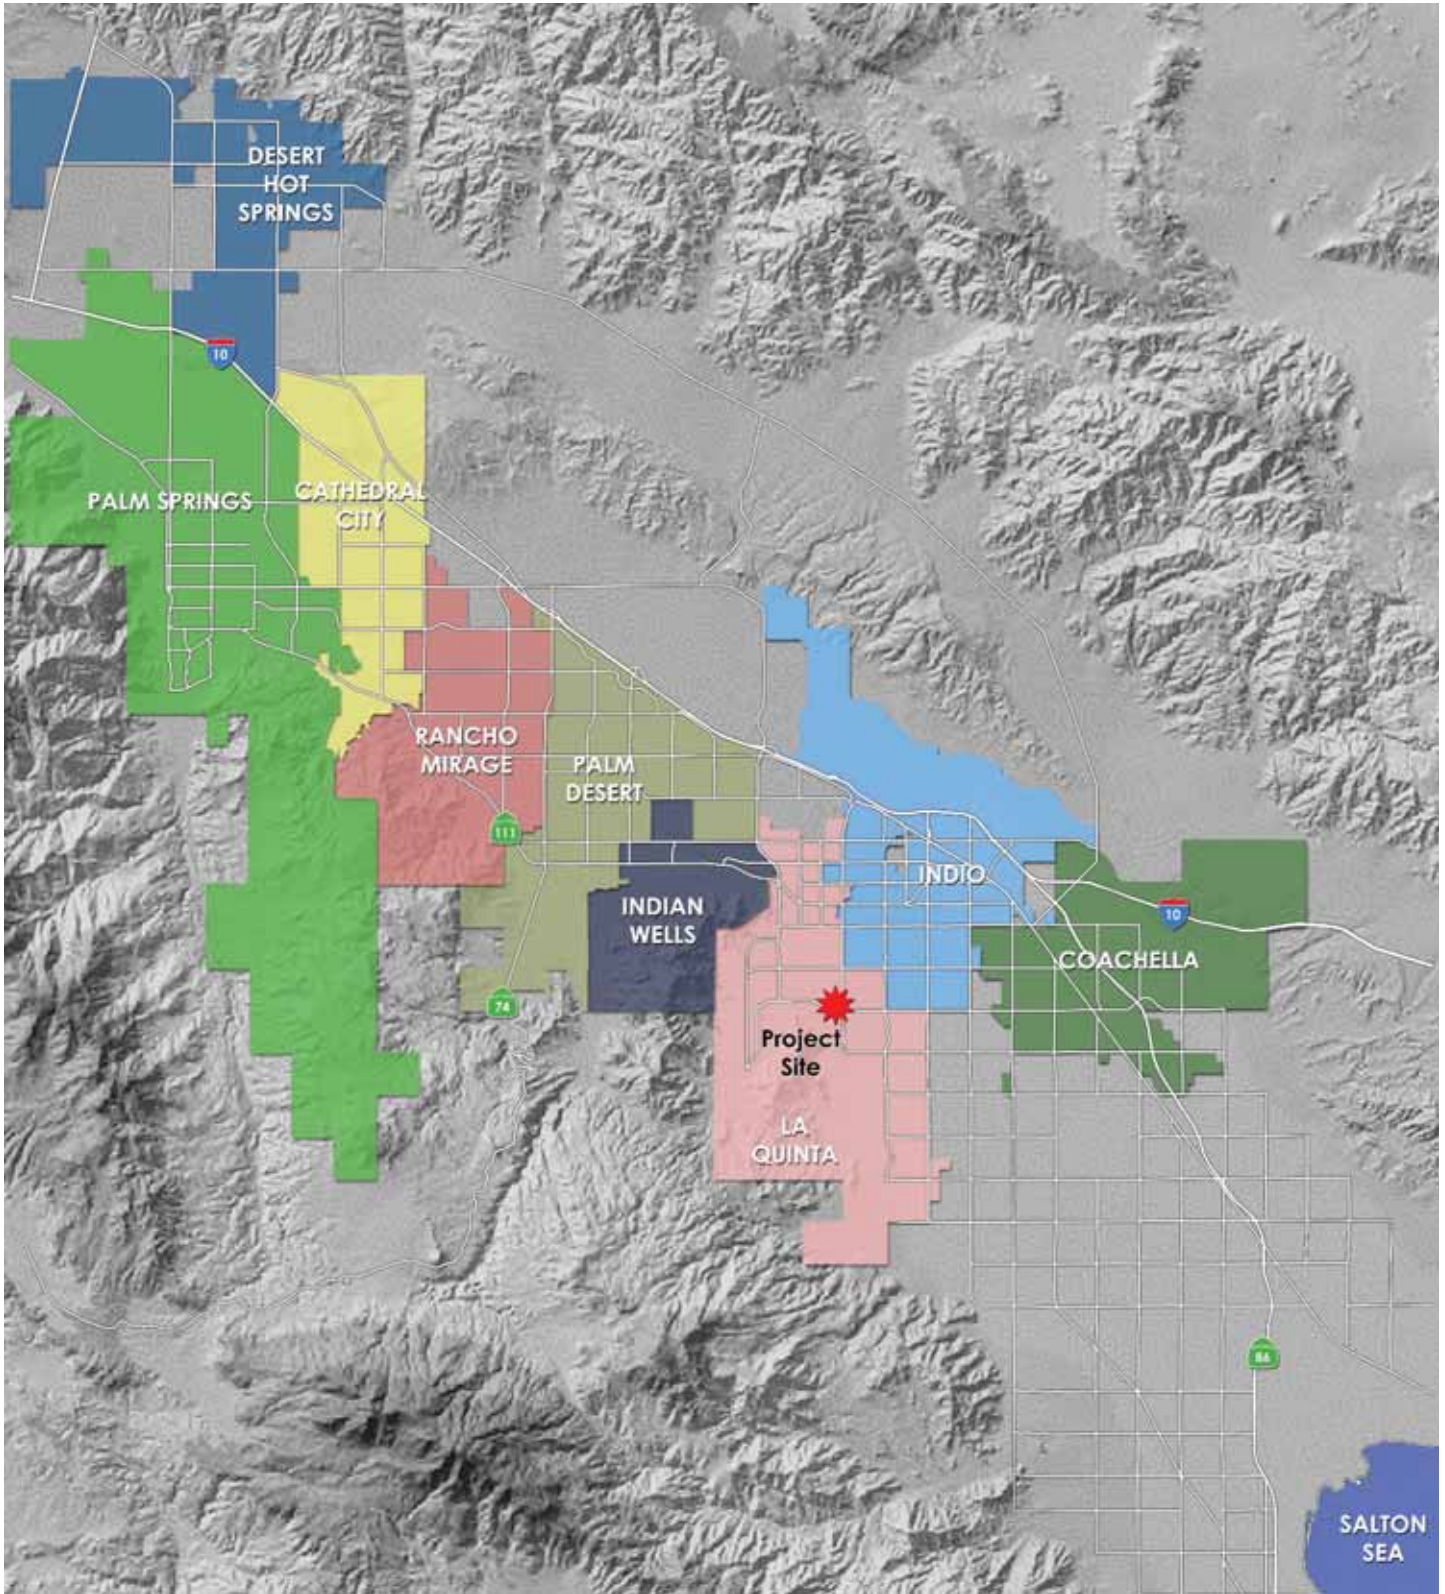 DESERT
HOT
SPRINGS
10
PALM SPRINGS
CATHEDRAL
CITY
RANCHO
MIRAGE
PALM
DESERT
111
INDIO
INDIAN
WELLS
10
COACHELLA
74
Project
Site
LA
QUINTA
86
SALTON
SEA